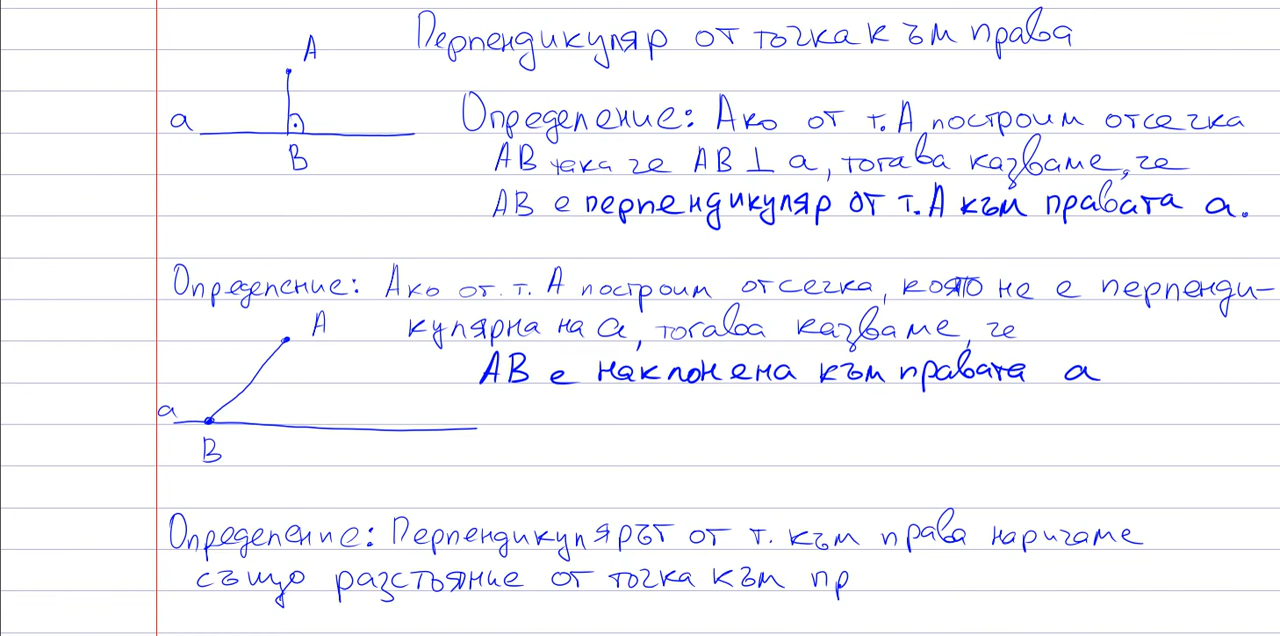 Перпендикуляр от точка към права
A
a
B
Определение: Ако от т. A построим отсечка
AB така че AB ⊥ a, тогава казваме, че
AB е перпендикуляр от т. A към правата a.
Определение: Ако от. т. A построим отсечка, която не е перпенди-
кулярна на a, тогава казваме, че
AB е наклонена към правата a
A
a
B
Определение: Перпендикулярът от т. към права наричаме
също разстояние от точка към пр